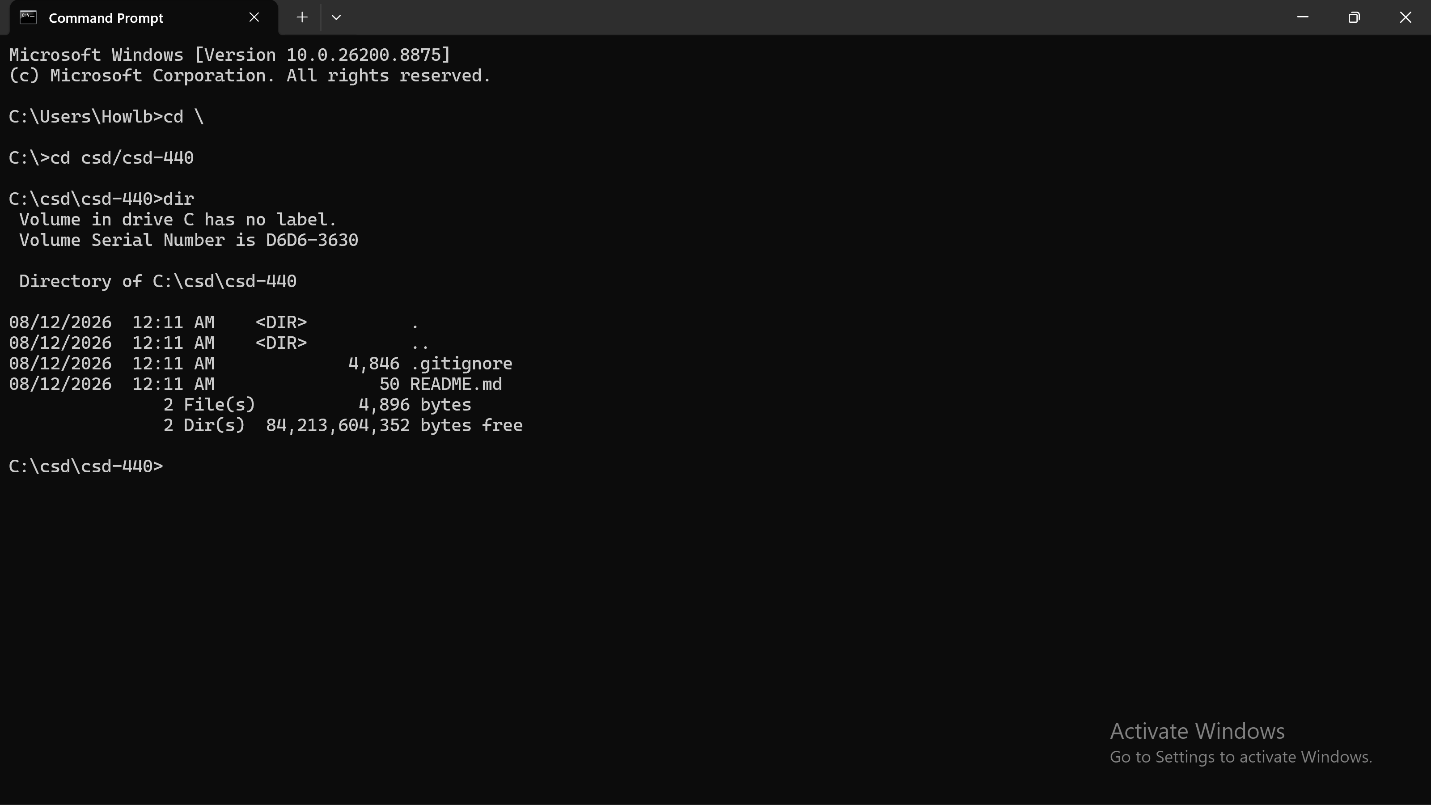 Command Prompt
Microsoft Windows [Version 10.0.26200.8875]
(c) Microsoft Corporation. All rights reserved.
C:\Users\Howlb>cd \
C:\>cd csd/csd-440
C:\csd\csd-440>dir
 Volume in drive C has no label.
 Volume Serial Number is D6D6-3630
 Directory of C:\csd\csd-440
08/12/2026  12:11 AM    <DIR>          .
08/12/2026  12:11 AM    <DIR>          ..
08/12/2026  12:11 AM             4,846 .gitignore
08/12/2026  12:11 AM                50 README.md
               2 File(s)          4,896 bytes
               2 Dir(s)  84,213,604,352 bytes free
C:\csd\csd-440>
Activate Windows
Go to Settings to activate Windows.